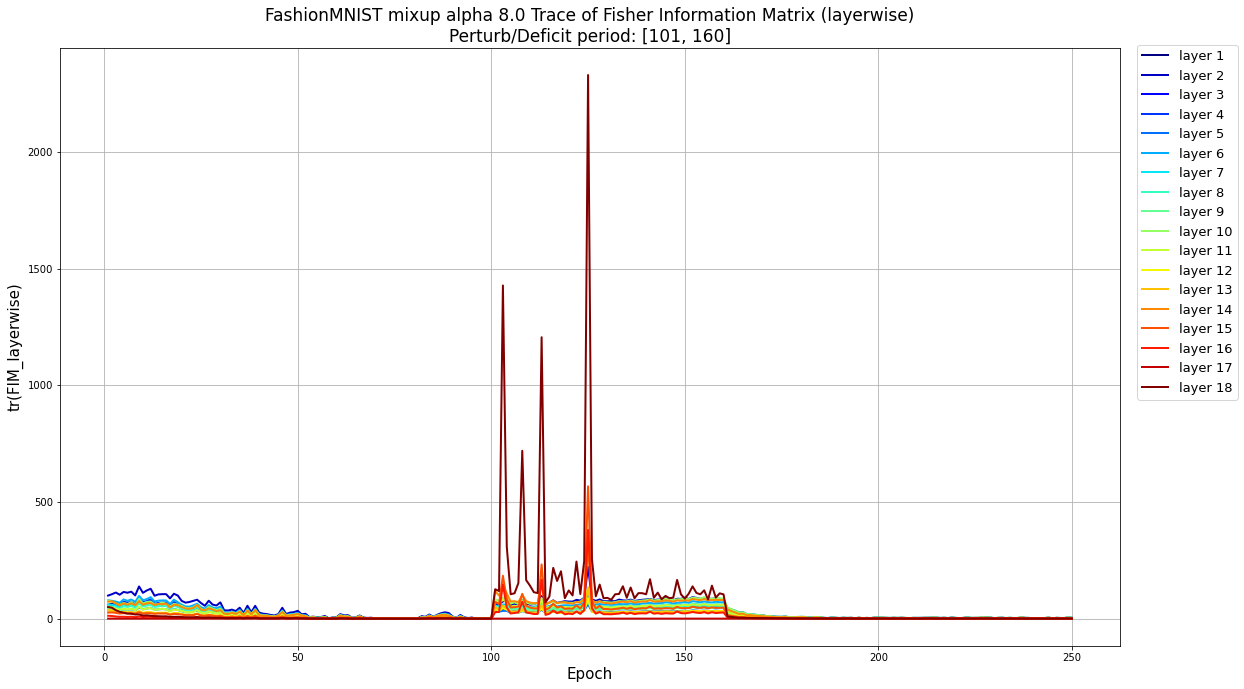 FashionMNIST mixup alpha 8.0 Trace of Fisher Information Matrix (layerwise)
Perturb/Deficit period: [101, 160]
tr(FIM_layerwise)
2000
1500
1000
500
0
0
50
100
150
200
250
Epoch
layer 1
layer 2
layer 3
layer 4
layer 5
layer 6
layer 7
layer 8
layer 9
layer 10
layer 11
layer 12
layer 13
layer 14
layer 15
layer 16
layer 17
layer 18